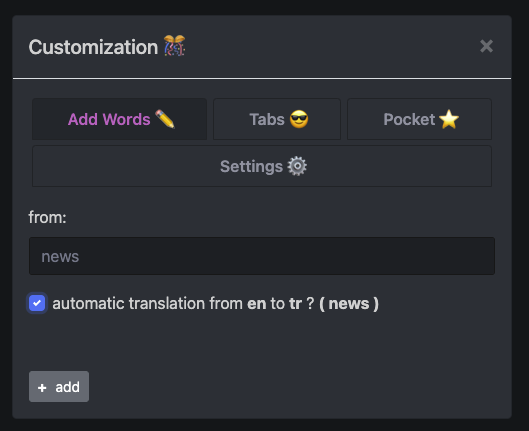 Customization 🎊
×
Add Words ✏️
Tabs 😎
Pocket ⭐
Settings ⚙️
from:
news
automatic translation from en to tr ? ( news )
+ add